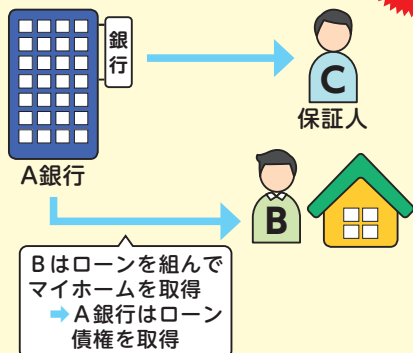 銀行
C
保証人
A銀行
B
Bはローンを組んで
マイホームを取得
➡A銀行はローン
債権を取得